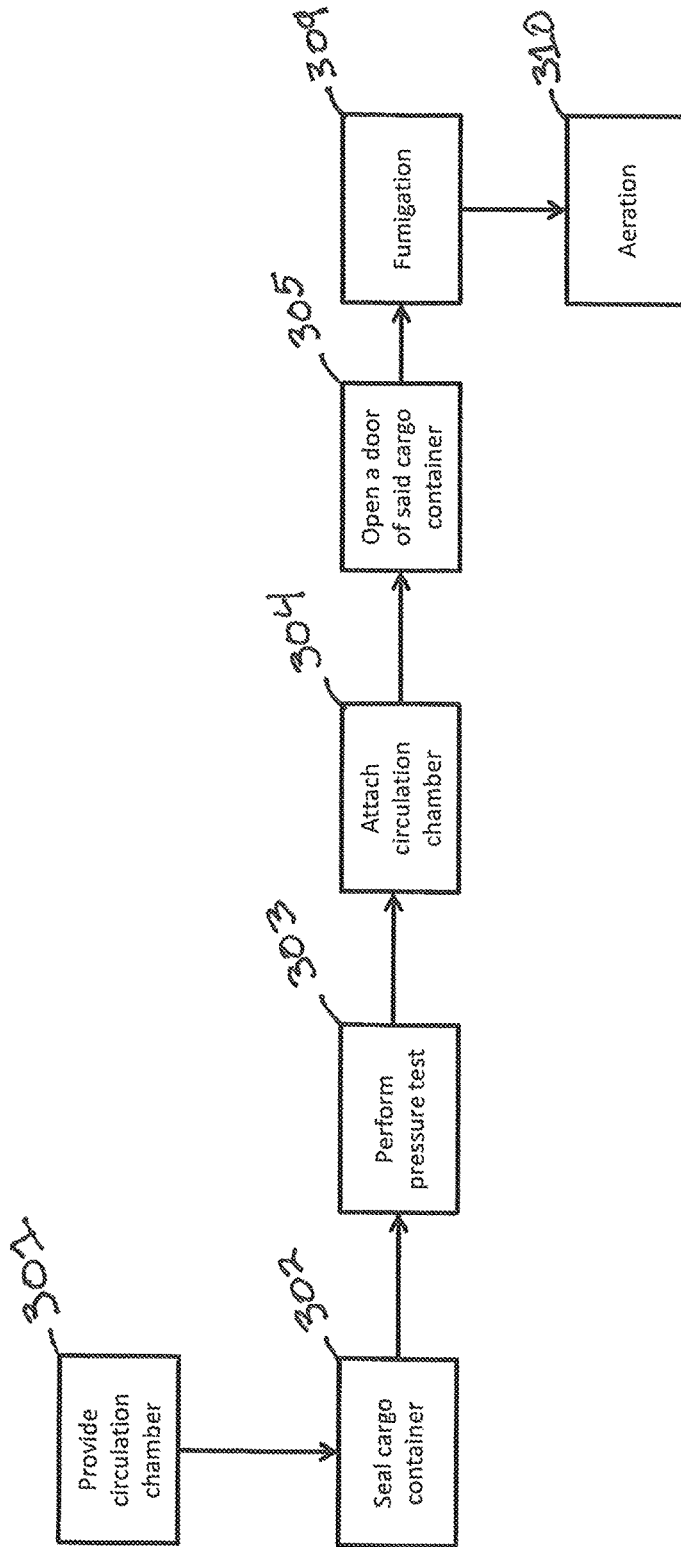 301
Provide
circulation
chamber
302
Seal cargo
container
303
Perform
pressure test
304
Attach
circulation
chamber
305
Open a door
of said cargo
container
309
Fumigation
310
Aeration